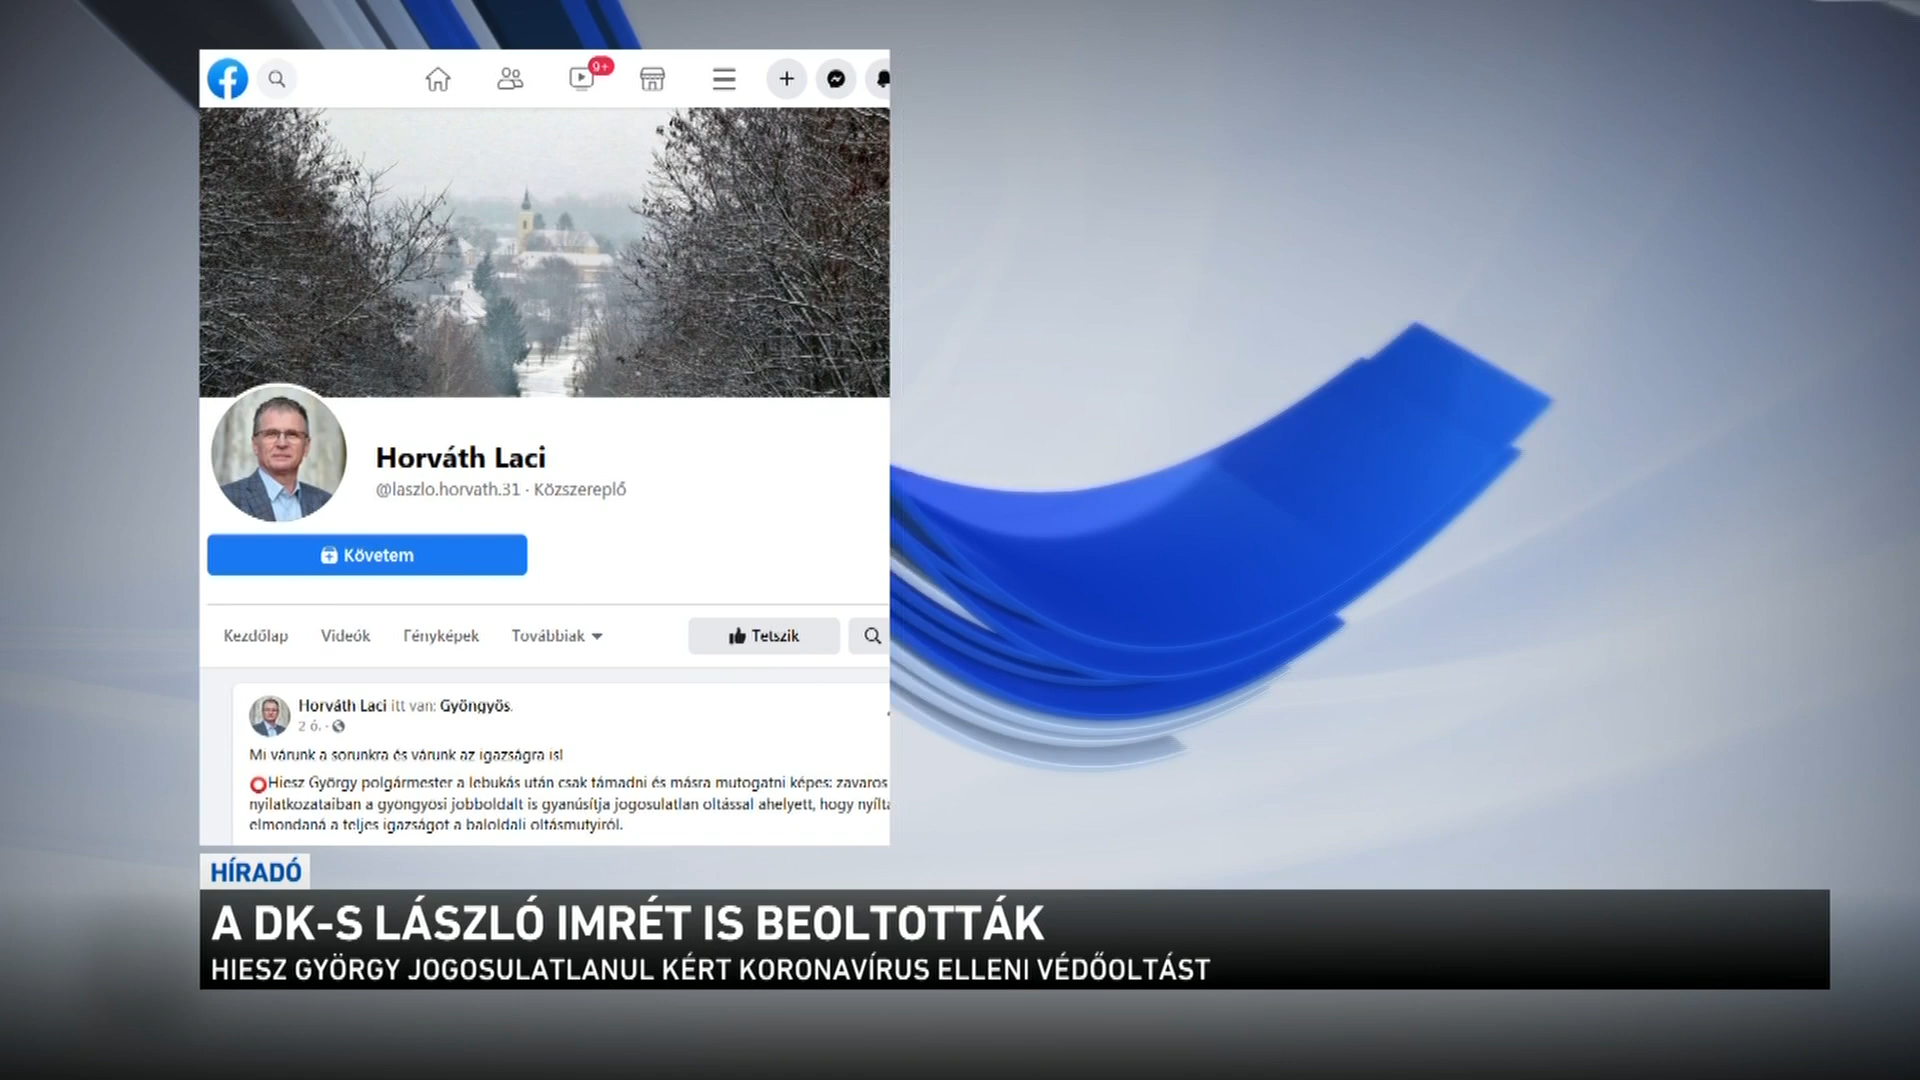 9+
Horváth Laci
@laszlo.horvath.31 · Közszereplő
Követem
Kezdőlap Videók Fényképek Továbbiak Tetszik
Horváth Laci itt van: Gyöngyös.
2 ó. ·
Mi várunk a sorunkra és várunk az igazságra is!
Hiesz György polgármester a lebukás után csak támadni és másra mutogatni képes: zavaros
nyilatkozataiban a gyöngyösi jobboldalt is gyanúsítja jogosulatlan oltással ahelyett, hogy nyílta
elmondaná a teljes igazságot a baloldali oltásmutyiról.
HÍRADÓ
A DK-S LÁSZLÓ IMRÉT IS BEOLTOTTÁK
HIESZ GYÖRGY JOGOSULATLANUL KÉRT KORONAVÍRUS ELLENI VÉDŐOLTÁST